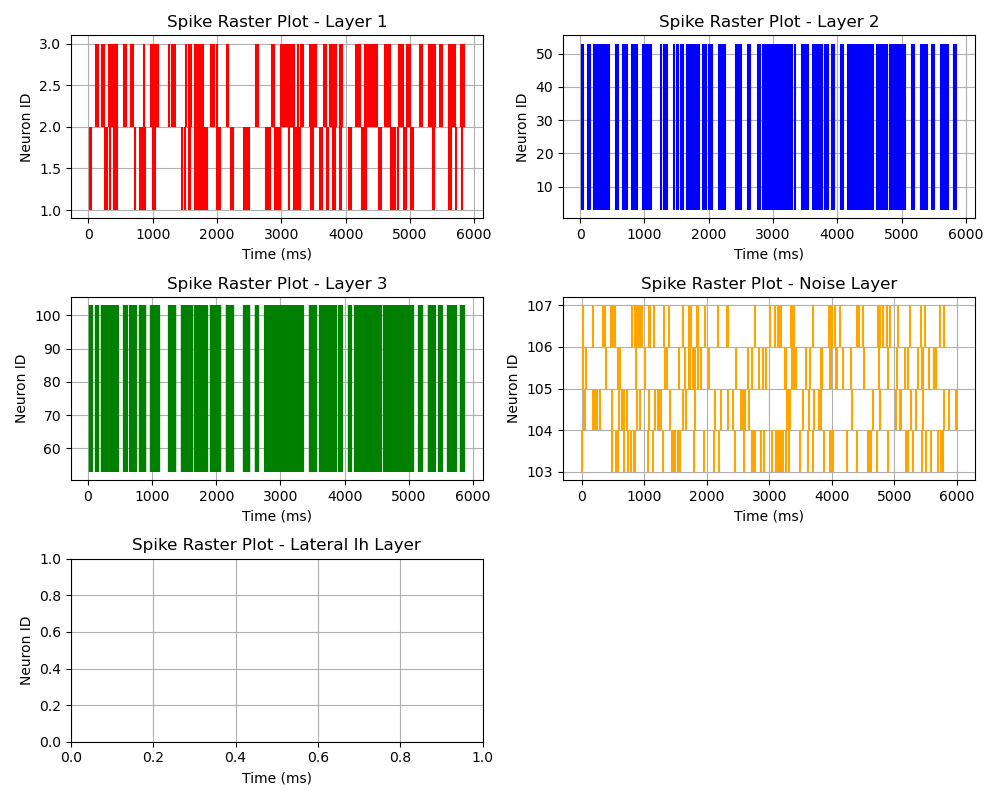 Spike Raster Plot - Layer 1
Neuron ID
3.0
2.5
2.0
1.5
1.0
0 1000 2000 3000 4000 5000 6000
Time (ms)
Spike Raster Plot - Layer 2
Neuron ID
50
40
30
20
10
0 1000 2000 3000 4000 5000 6000
Time (ms)
Spike Raster Plot - Layer 3
Neuron ID
100
90
80
70
60
0 1000 2000 3000 4000 5000 6000
Time (ms)
Spike Raster Plot - Noise Layer
Neuron ID
107
106
105
104
103
0 1000 2000 3000 4000 5000 6000
Time (ms)
Spike Raster Plot - Lateral Ih Layer
Neuron ID
1.0
0.8
0.6
0.4
0.2
0.0
0.0 0.2 0.4 0.6 0.8 1.0
Time (ms)